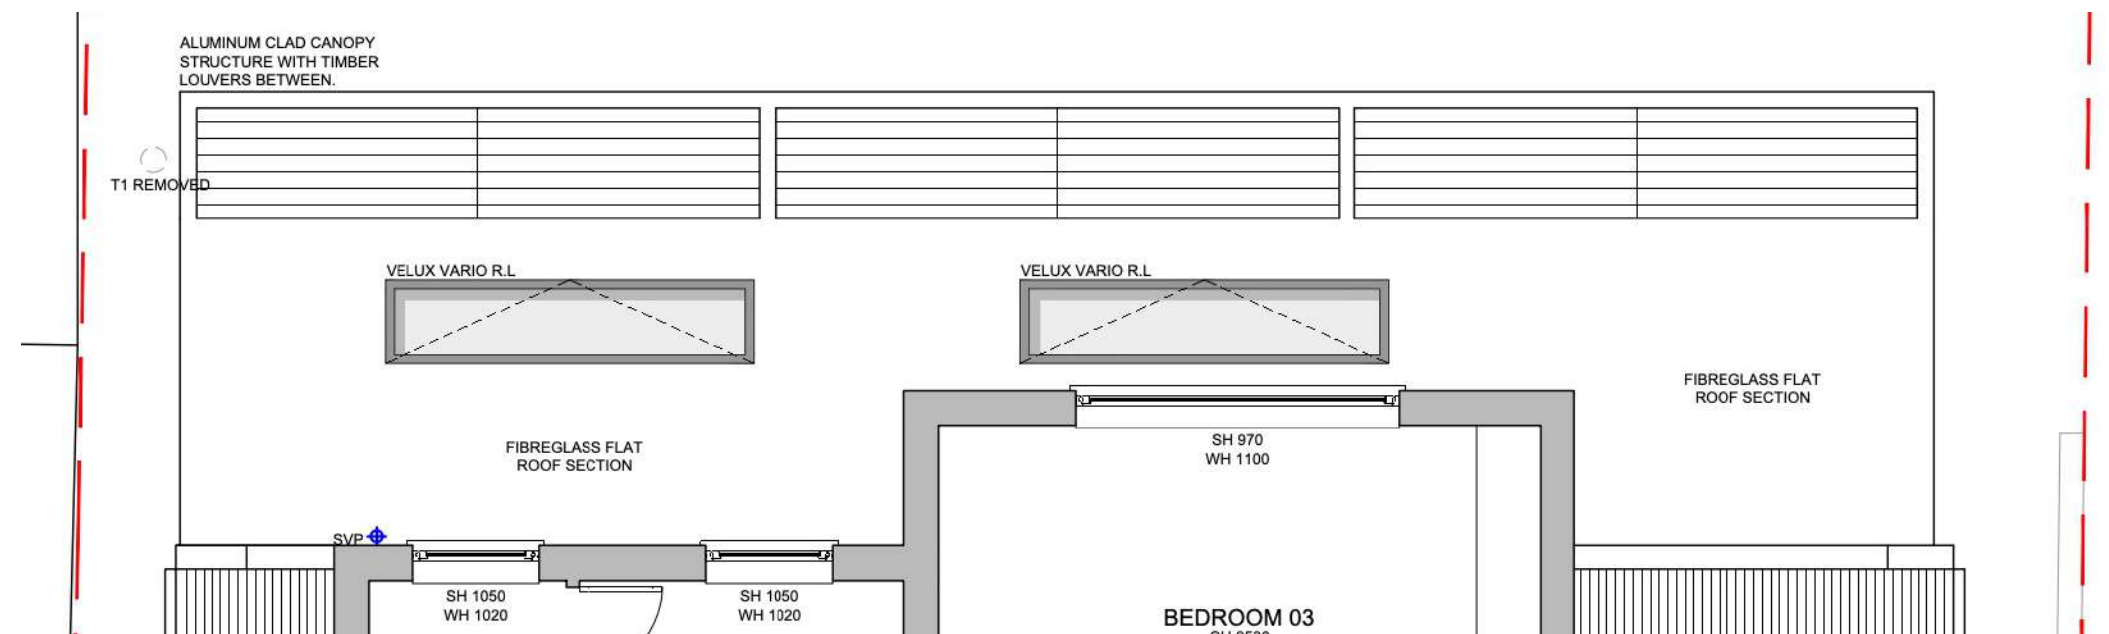 ALUMINUM CLAD CANOPY
STRUCTURE WITH TIMBER
LOUVERS BETWEEN.
T1 REMOVED
VELUX VARIO R.L
VELUX VARIO R.L
FIBREGLASS FLAT
ROOF SECTION
SH 970
WH 1100
FIBREGLASS FLAT
ROOF SECTION
SVP
SH 1050
WH 1020
SH 1050
WH 1020
BEDROOM 03